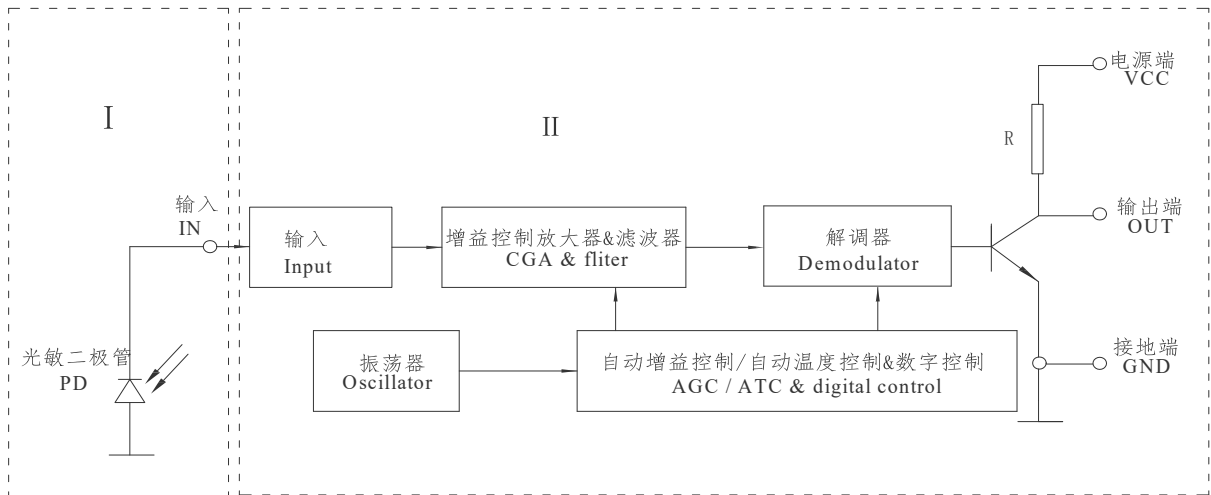 I
II
电源端
VCC
R
输入
IN
输入
Input
增益控制放大器&滤波器
CGA & fliter
解调器
Demodulator
输出端
OUT
光敏二极管
PD
振荡器
Oscillator
自动增益控制/自动温度控制&数字控制
AGC / ATC & digital control
接地端
GND